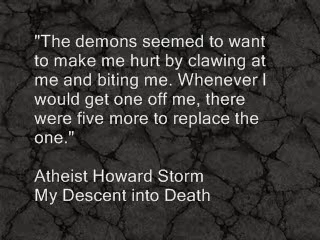 "The demons seemed to want
to make me hurt by clawing at
me and biting me. Whenever I
would get one off me, there
were five more to replace the
one."
Atheist Howard Storm
My Descent into Death